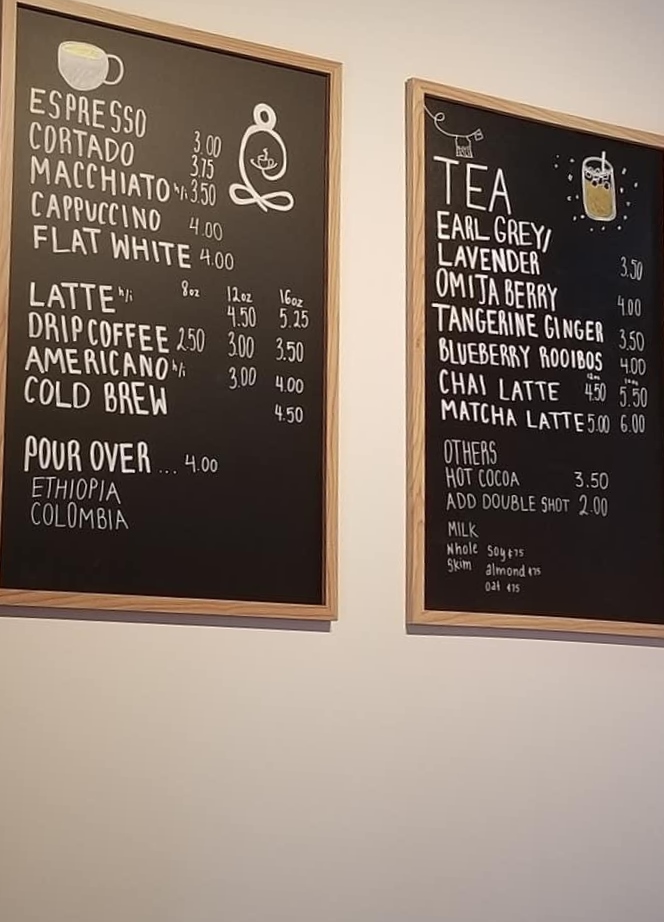 ESPRESSO 3.00
CORTADO 3.75
MACCHIATO h/i 3.50
CAPPUCCINO 4.00
FLAT WHITE 4.00
8oz 12oz 16oz
LATTE h/i 4.50 5.25
DRIP COFFEE 2.50 3.00 3.50
AMERICANO h/i 3.00 4.00
COLD BREW 4.50
POUR OVER ... 4.00
ETHIOPIA
COLOMBIA
TEA
EARL GREY/
LAVENDER 3.50
OMIJA BERRY 4.00
TANGERINE GINGER 3.50
BLUEBERRY ROOIBOS 4.00
12oz 16oz
CHAI LATTE 4.50 5.50
MATCHA LATTE 5.00 6.00
OTHERS
HOT COCOA 3.50
ADD DOUBLE SHOT 2.00
MILK
Whole Soy ¢75
Skim almond ¢75
oat ¢75